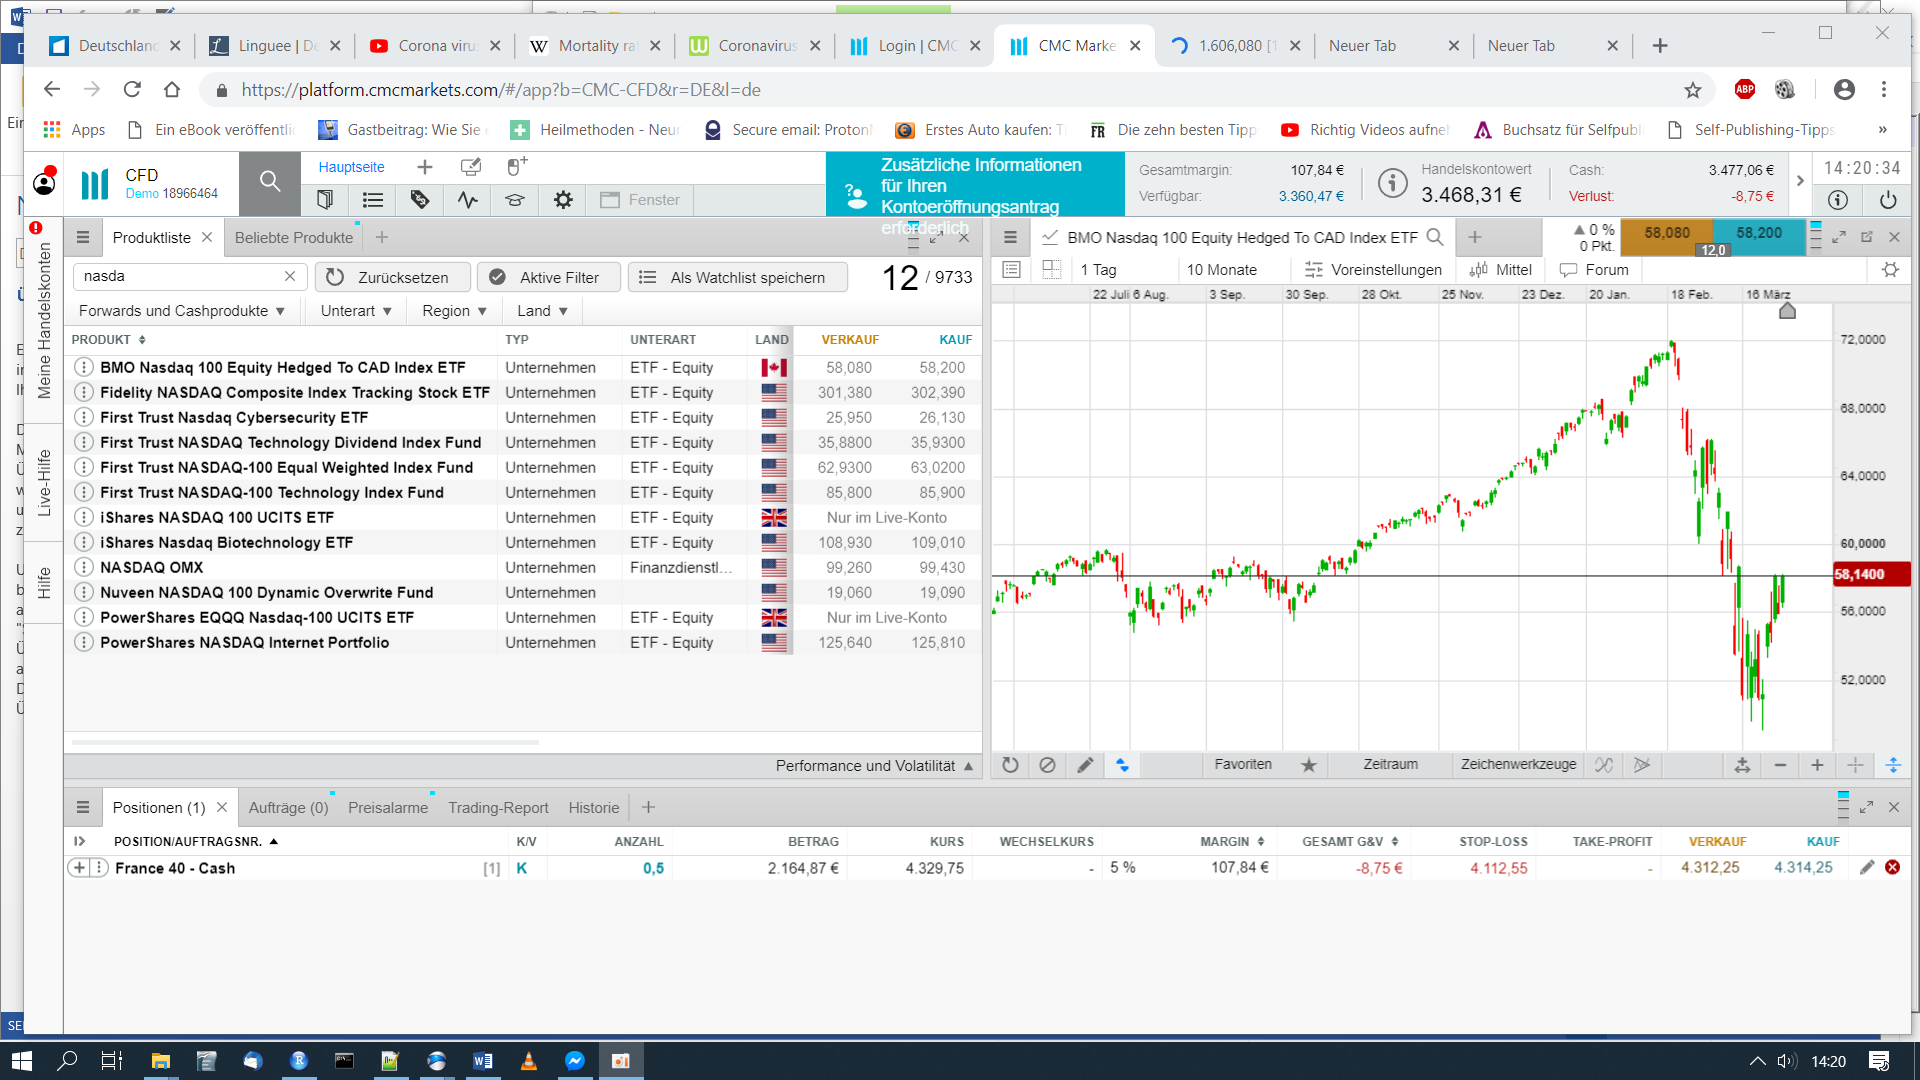 Deutschland
Linguee | De
Corona viru
Mortality ra
Coronavirus
Login | CMC
CMC Marke
1.606,080 [1
Neuer Tab
Neuer Tab
https://platform.cmcmarkets.com/#/app?b=CMC-CFD&r=DE&l=de
ABP
Apps
Ein eBook veröffentlic
Gastbeitrag: Wie Sie
Heilmethoden - Neur
Secure email: Proton
Erstes Auto kaufen: T
Die zehn besten Tipp
Richtig Videos aufne
Buchsatz für Selfpubl
Self-Publishing-Tipps
»
CFD
Demo 18966464
Hauptseite
Fenster
Zusätzliche Informationen
für Ihren
Kontoeröffnungsantrag
erforderlich
Gesamtmargin: 107,84 €
Verfügbar: 3.360,47 €
Handelskontowert
3.468,31 €
Cash: 3.477,06 €
Verlust: -8,75 €
14:20:34
Meine Handelskonten
Live-Hilfe
Hilfe
Produktliste
Beliebte Produkte
nasda
Zurücksetzen
Aktive Filter
Als Watchlist speichern
12 / 9733
Forwards und Cashprodukte
Unterart
Region
Land
PRODUKT TYP UNTERART LAND VERKAUF KAUF
BMO Nasdaq 100 Equity Hedged To CAD Index ETF Unternehmen ETF - Equity 58,080 58,200
Fidelity NASDAQ Composite Index Tracking Stock ETF Unternehmen ETF - Equity 301,380 302,390
First Trust Nasdaq Cybersecurity ETF Unternehmen ETF - Equity 25,950 26,130
First Trust NASDAQ Technology Dividend Index Fund Unternehmen ETF - Equity 35,8800 35,9300
First Trust NASDAQ-100 Equal Weighted Index Fund Unternehmen ETF - Equity 62,9300 63,0200
First Trust NASDAQ-100 Technology Index Fund Unternehmen ETF - Equity 85,800 85,900
iShares NASDAQ 100 UCITS ETF Unternehmen ETF - Equity Nur im Live-Konto
iShares Nasdaq Biotechnology ETF Unternehmen ETF - Equity 108,930 109,010
NASDAQ OMX Unternehmen Finanzdienstl... 99,260 99,430
Nuveen NASDAQ 100 Dynamic Overwrite Fund Unternehmen 19,060 19,090
PowerShares EQQQ Nasdaq-100 UCITS ETF Unternehmen ETF - Equity Nur im Live-Konto
PowerShares NASDAQ Internet Portfolio Unternehmen ETF - Equity 125,640 125,810
Performance und Volatilität
BMO Nasdaq 100 Equity Hedged To CAD Index ETF
0 %
0 Pkt.
58,080
12,0
58,200
1 Tag
10 Monate
Voreinstellungen
Mittel
Forum
22 Juli 6 Aug. 3 Sep. 30 Sep. 28 Okt. 25 Nov. 23 Dez. 20 Jan. 18 Feb. 16 März
72,0000
68,0000
64,0000
60,0000
58,1400
56,0000
52,0000
Favoriten
Zeitraum
Zeichenwerkzeuge
Positionen (1)
Aufträge (0)
Preisalarme
Trading-Report
Historie
POSITION/AUFTRAGSNR. K/V ANZAHL BETRAG KURS WECHSELKURS MARGIN GESAMT G&V STOP-LOSS TAKE-PROFIT VERKAUF KAUF
France 40 - Cash [1] K 0,5 2.164,87 € 4.329,75 - 5 % 107,84 € -8,75 € 4.112,55 - 4.312,25 4.314,25
14:20